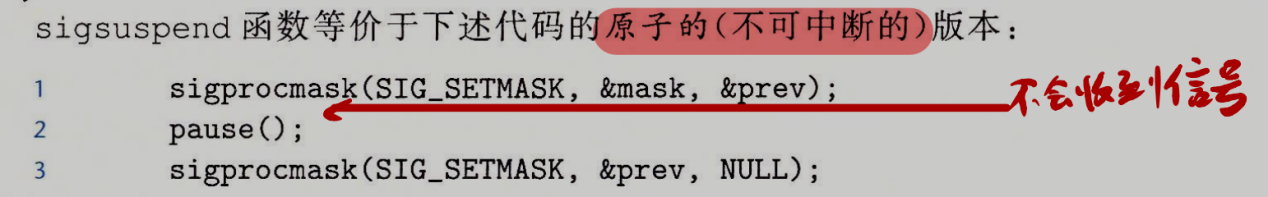 sigsuspend 函数等价于下述代码的原子的(不可中断的)版本：
1 sigprocmask(SIG_SETMASK, &mask, &prev);
不会收到信号
2 pause();
3 sigprocmask(SIG_SETMASK, &prev, NULL);